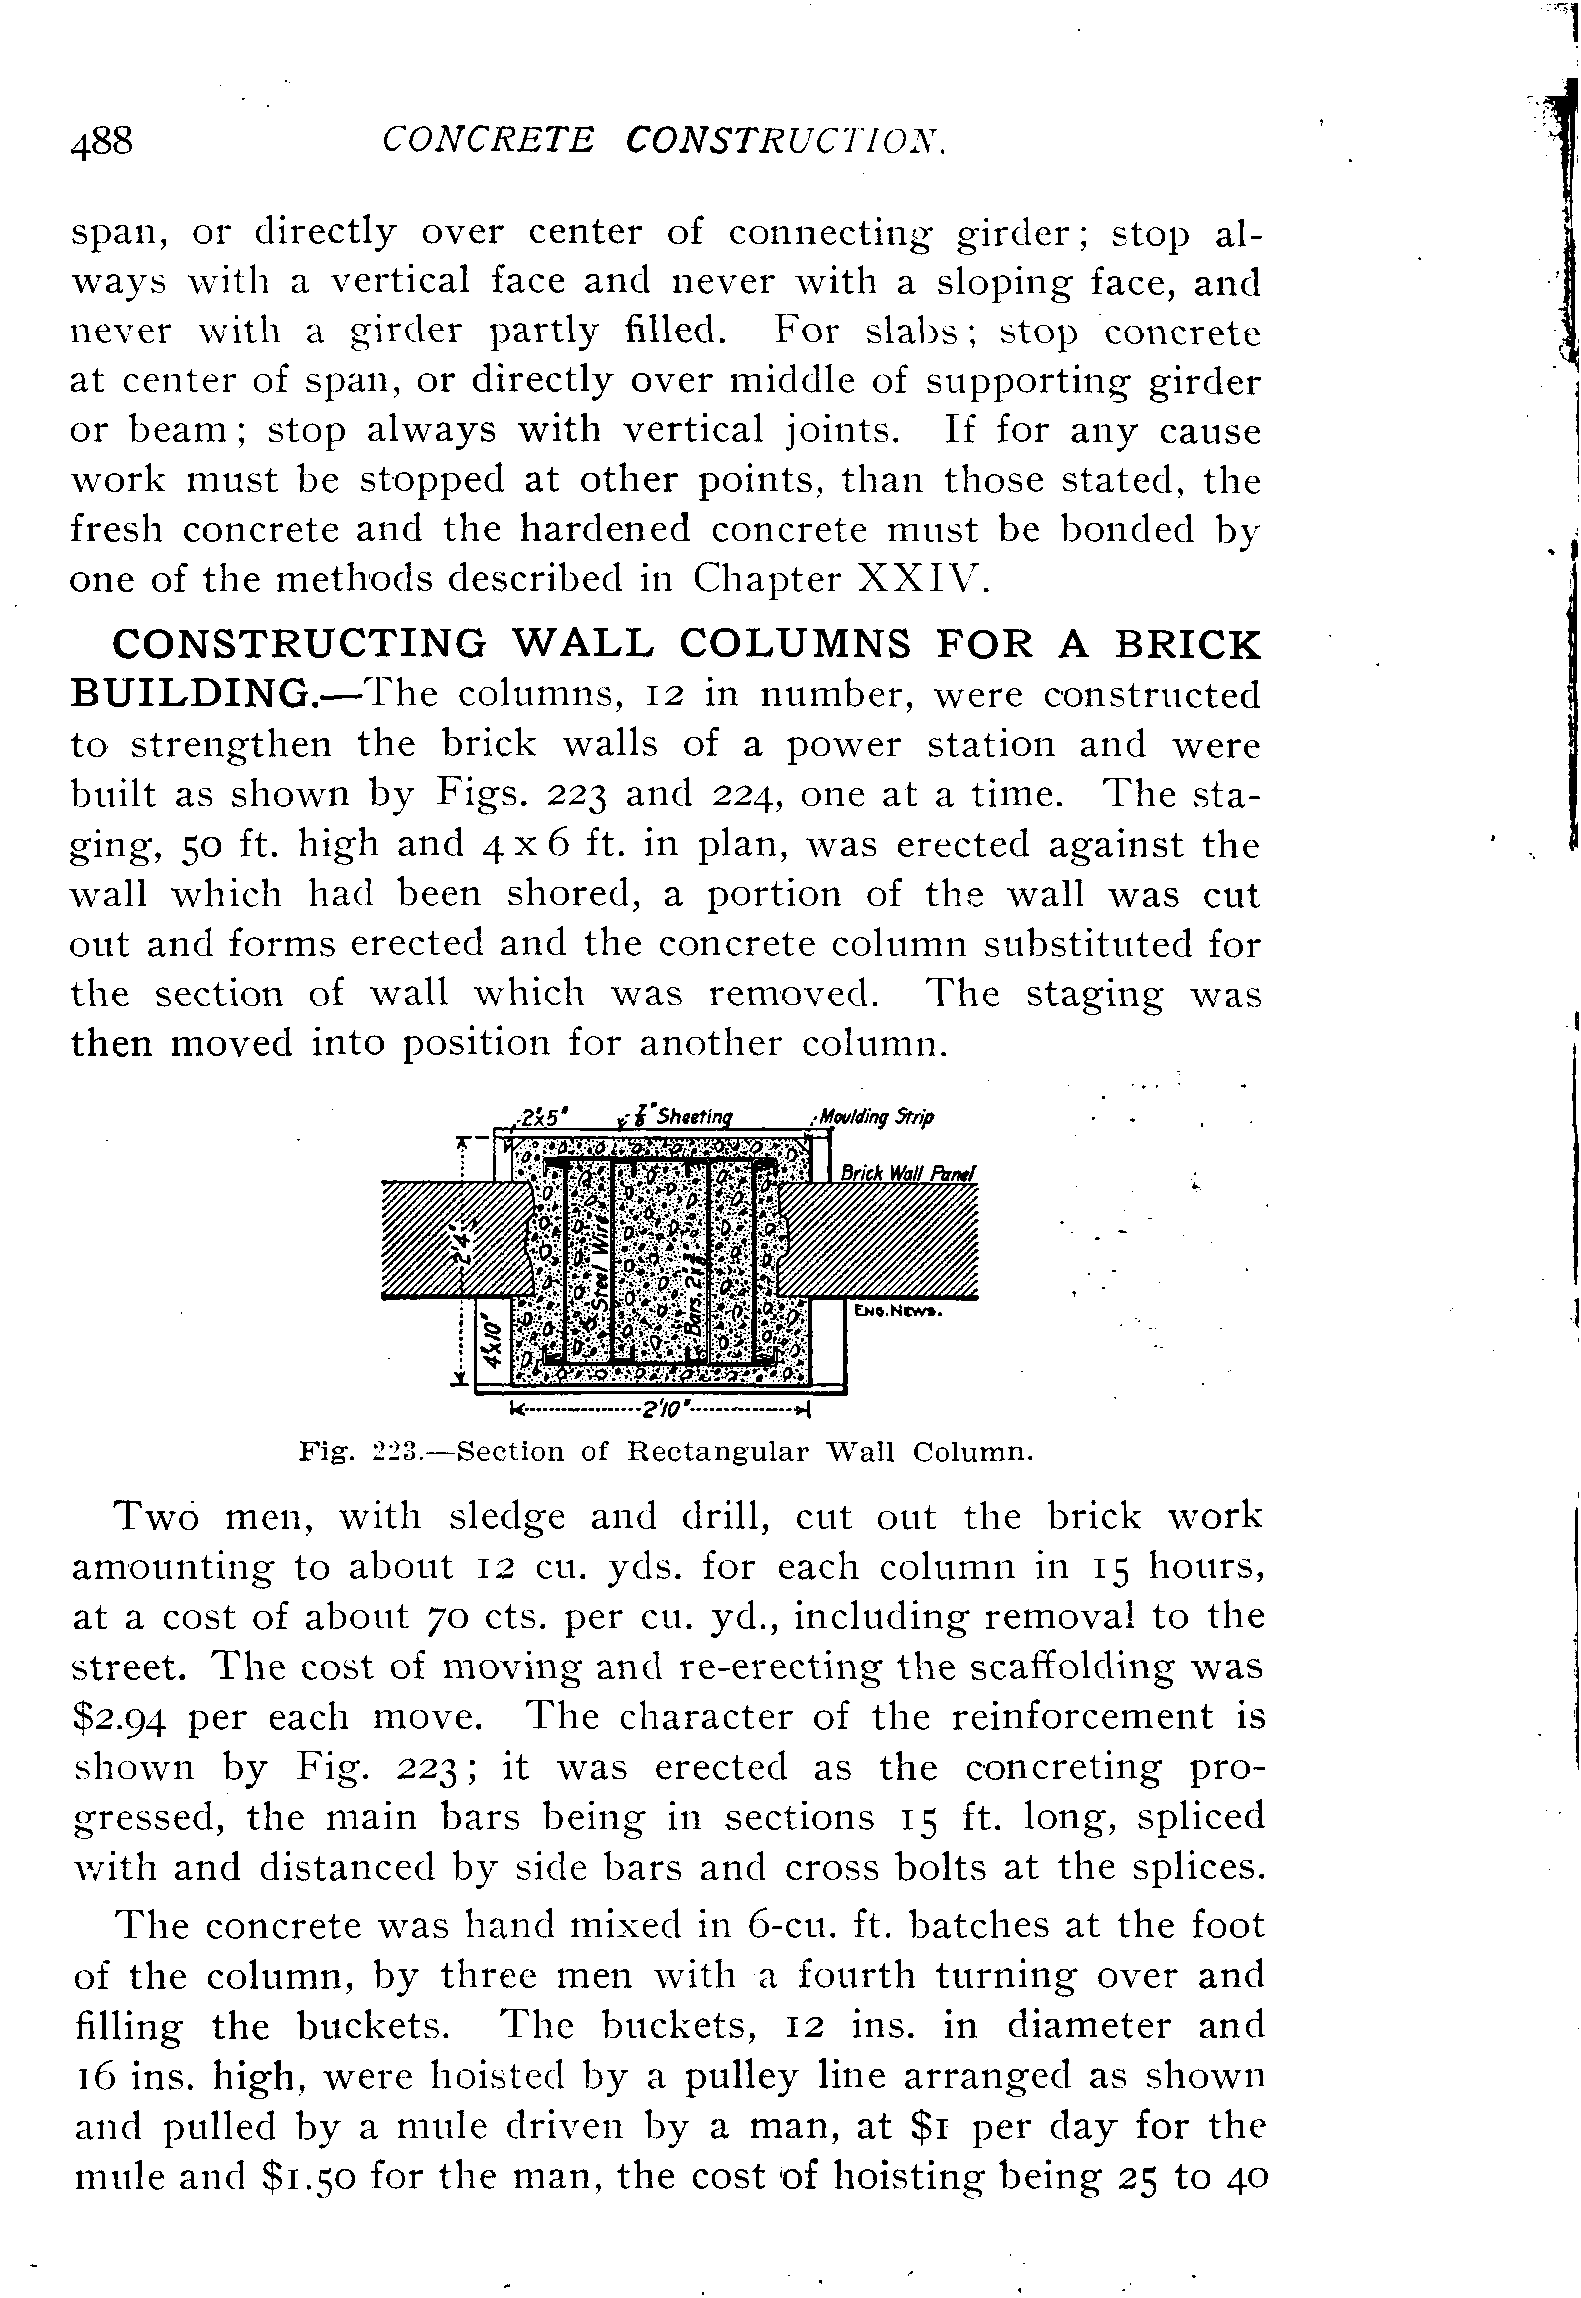 488 CONCRETE CONSTRUCTION.
span, or directly over center of connecting girder; stop al-
ways with a vertical face and never with a sloping face, and
never with a girder partly filled. For slabs; stop concrete
at center of span, or directly over middle of supporting girder
or beam; stop always with vertical joints. If for any cause
work must be stopped at other points, than those stated, the
fresh concrete and the hardened concrete must be bonded by
one of the methods described in Chapter XXIV.
CONSTRUCTING WALL COLUMNS FOR A BRICK
BUILDING.—The columns, 12 in number, were constructed
to strengthen the brick walls of a power station and were
built as shown by Figs. 223 and 224, one at a time. The sta-
ging, 50 ft. high and 4 x 6 ft. in plan, was erected against the
wall which had been shored, a portion of the wall was cut
out and forms erected and the concrete column substituted for
the section of wall which was removed. The staging was
then moved into position for another column.
2"x5" 7/8" Sheeting Moulding Strip
Brick Wall Panel
2'4"
Steel Wire
Bars,
4"x10"
ENG. NEWS.
2'10"
Fig. 223.—Section of Rectangular Wall Column.
Two men, with sledge and drill, cut out the brick work
amounting to about 12 cu. yds. for each column in 15 hours,
at a cost of about 70 cts. per cu. yd., including removal to the
street. The cost of moving and re-erecting the scaffolding was
$2.94 per each move. The character of the reinforcement is
shown by Fig. 223; it was erected as the concreting pro-
gressed, the main bars being in sections 15 ft. long, spliced
with and distanced by side bars and cross bolts at the splices.
The concrete was hand mixed in 6-cu. ft. batches at the foot
of the column, by three men with a fourth turning over and
filling the buckets. The buckets, 12 ins. in diameter and
16 ins. high, were hoisted by a pulley line arranged as shown
and pulled by a mule driven by a man, at $1 per day for the
mule and $1.50 for the man, the cost of hoisting being 25 to 40